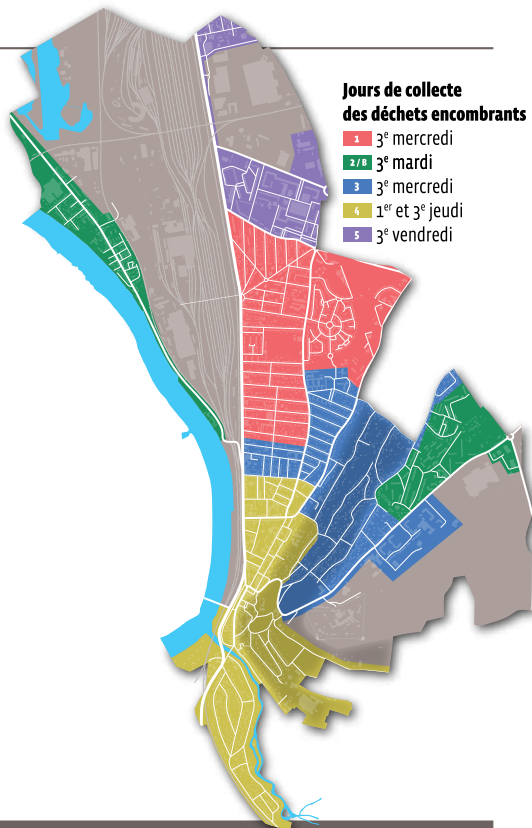 Jours de collecte
des déchets encombrants
1 3e mercredi
2/B 3e mardi
3 3e mercredi
4 1er et 3e jeudi
5 3e vendredi